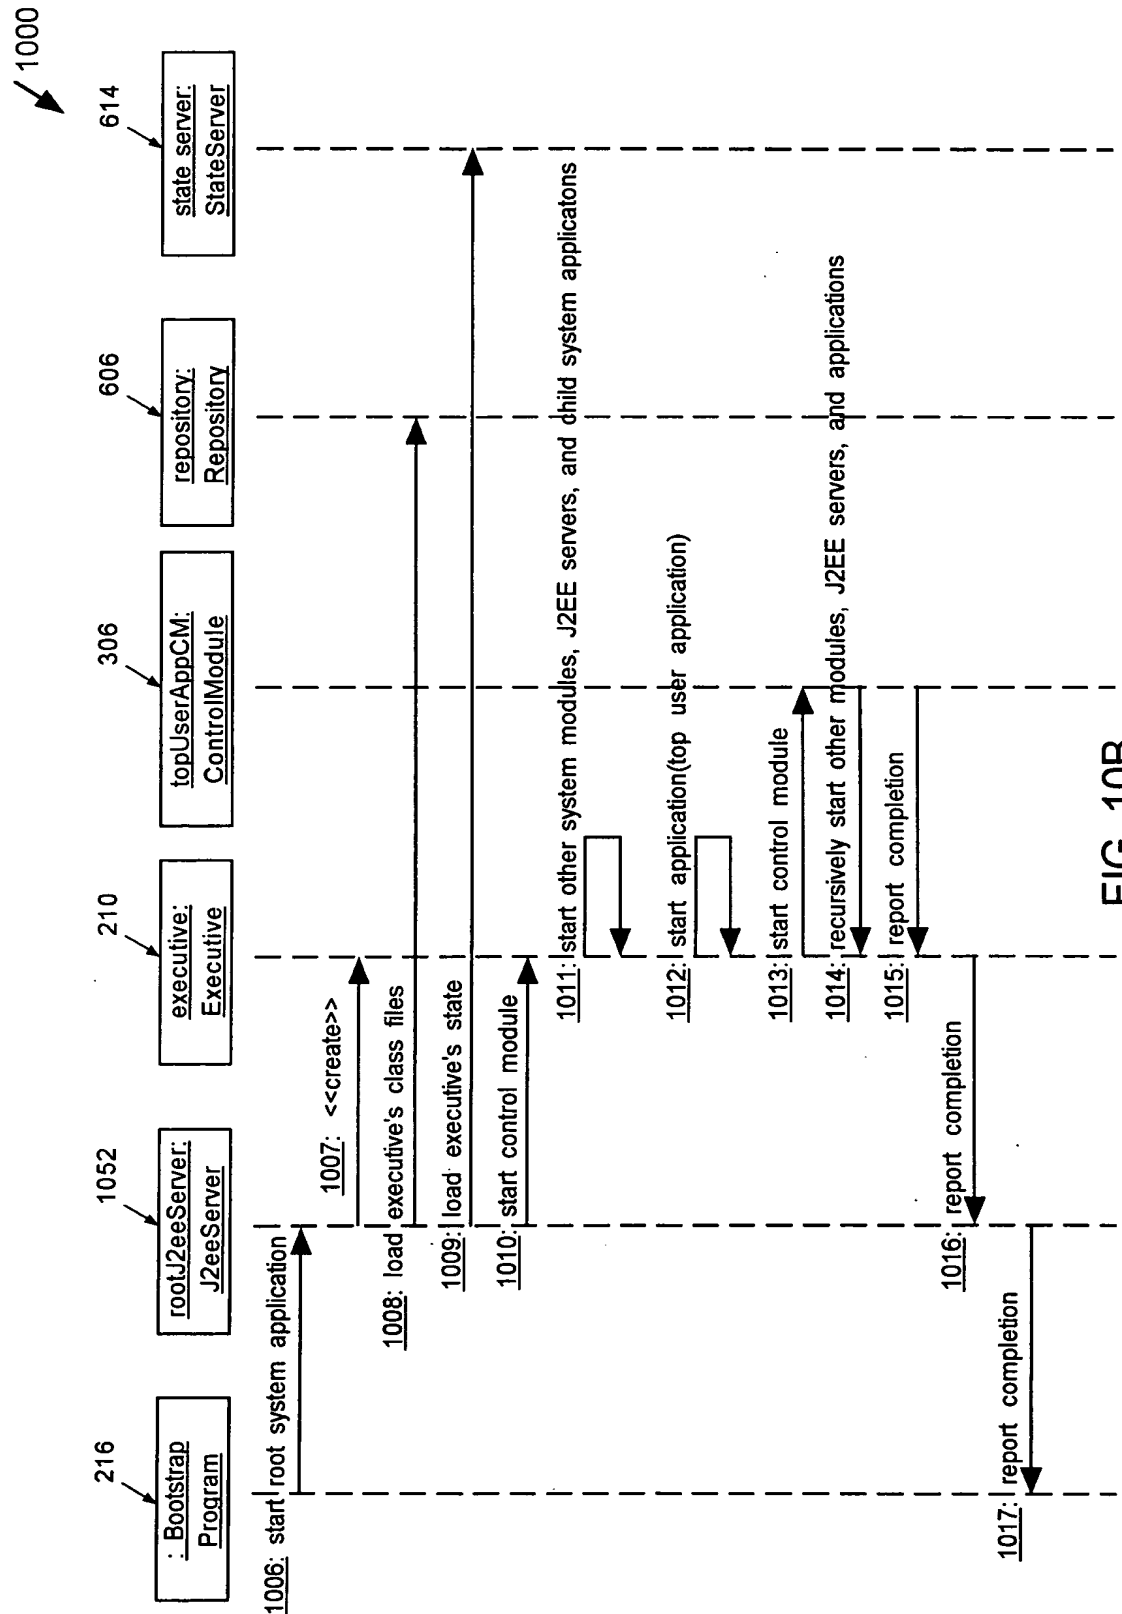 1000
216
1052
210
306
606
614
: Bootstrap
Program
rootJ2eeServer:
J2eeServer
executive:
Executive
topUserAppCM:
ControlModule
repository:
Repository
state server:
StateServer
1006: start root system application
1007: <<create>>
1008: load executive's class files
1009: load executive's state
1010: start control module
1011: start other system modules, J2EE servers, and child system applicatons
1012: start application(top user application)
1013: start control module
1014: recursively start other modules, J2EE servers, and applications
1015: report completion
1016: report completion
1017: report completion
FIG. 10B